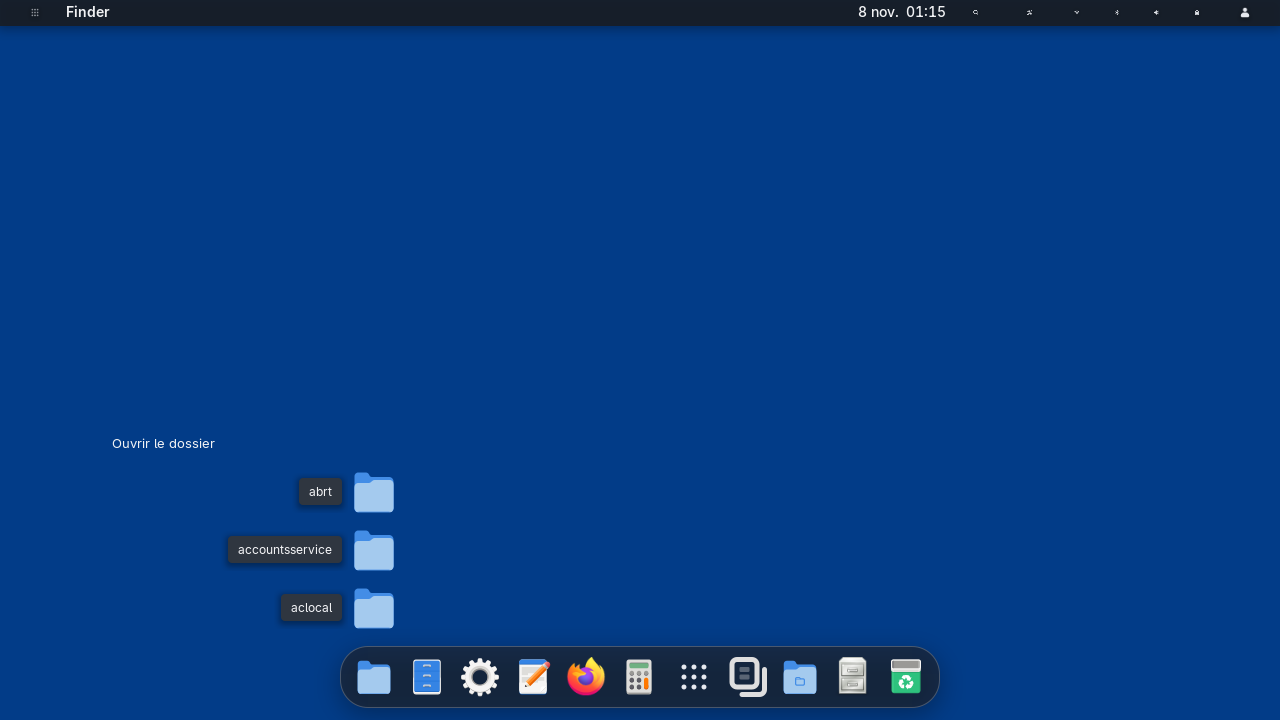 Finder
8 nov. 01:15
Ouvrir le dossier
abrt
accountsservice
aclocal